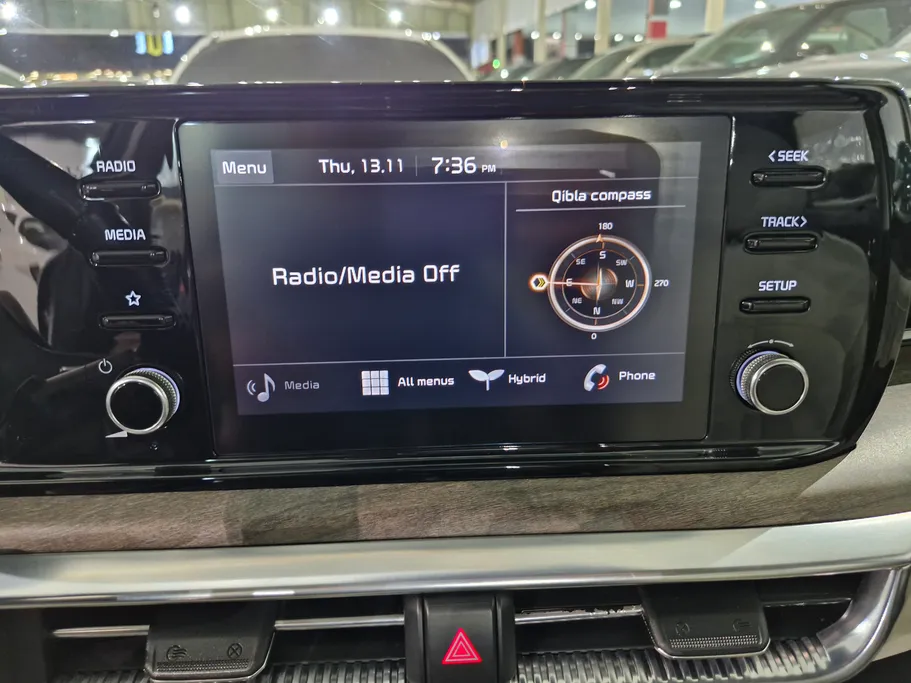 RADIO
MEDIA
Menu
Thu, 13.11
7:36 PM
Qibla compass
Radio/Media Off
180
S
SE
SW
E
W
270
NE
NW
N
0
Media
All menus
Hybrid
Phone
<SEEK
TRACK>
SETUP